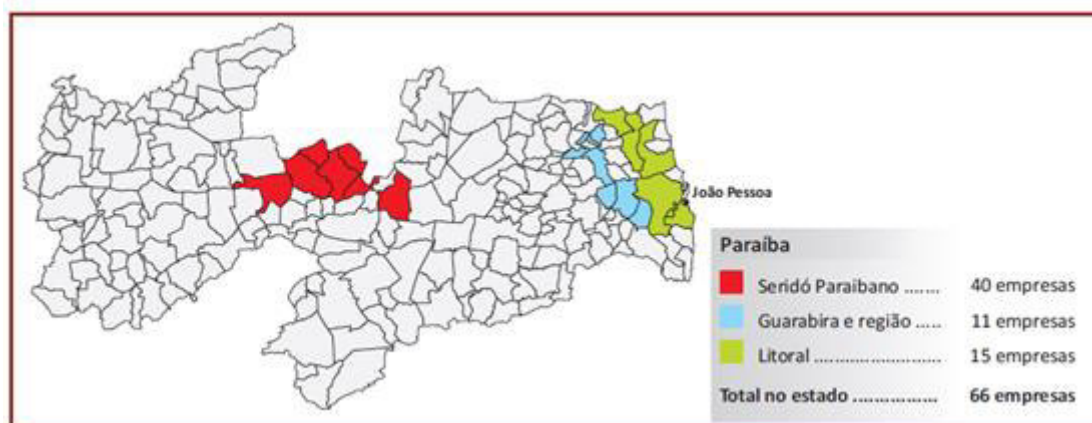 João Pessoa
Paraíba
Seridó Paraibano ....... 40 empresas
Guarabira e região ..... 11 empresas
Litoral ........................ 15 empresas
Total no estado ................ 66 empresas